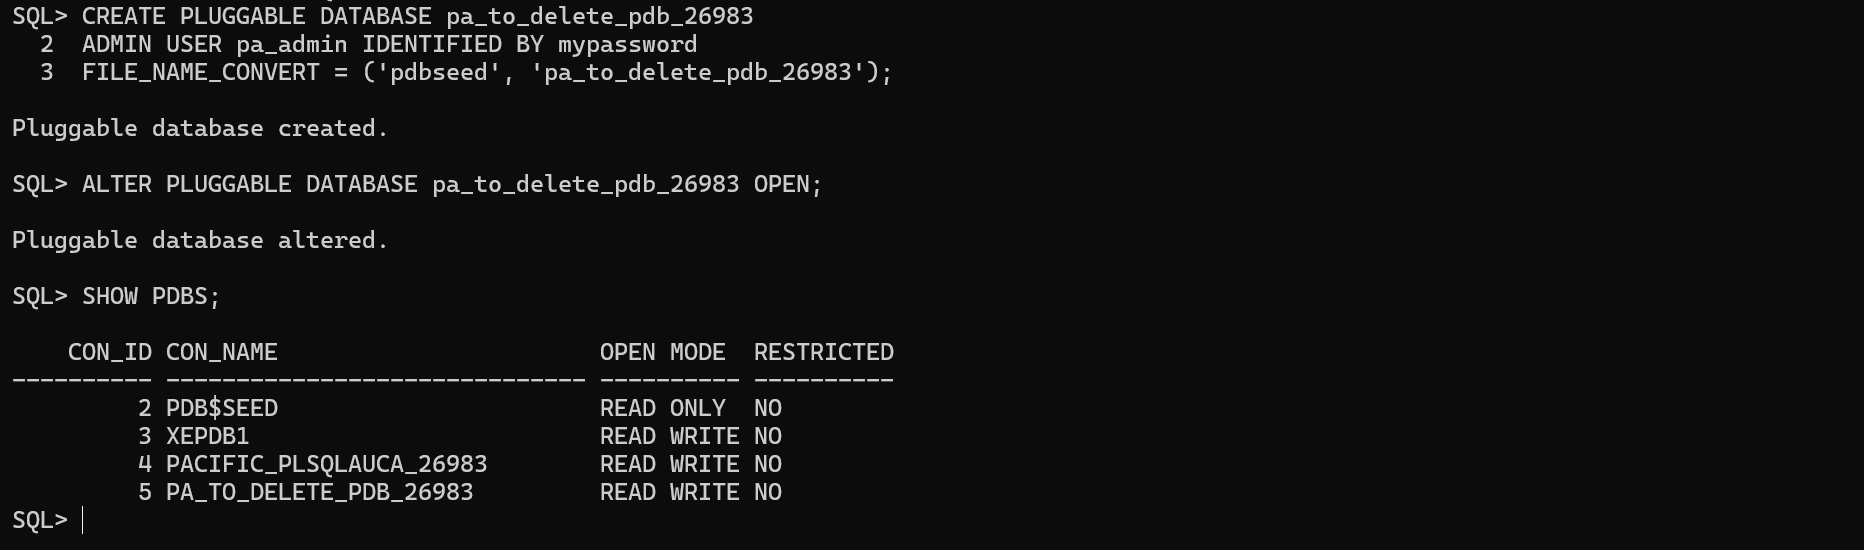 SQL> CREATE PLUGGABLE DATABASE pa_to_delete_pdb_26983
  2  ADMIN USER pa_admin IDENTIFIED BY mypassword
  3  FILE_NAME_CONVERT = ('pdbseed', 'pa_to_delete_pdb_26983');

Pluggable database created.

SQL> ALTER PLUGGABLE DATABASE pa_to_delete_pdb_26983 OPEN;

Pluggable database altered.

SQL> SHOW PDBS;

    CON_ID CON_NAME                       OPEN MODE  RESTRICTED
---------- ------------------------------ ---------- ----------
         2 PDB$SEED                       READ ONLY  NO
         3 XEPDB1                         READ WRITE NO
         4 PACIFIC_PLSQLAUCA_26983        READ WRITE NO
         5 PA_TO_DELETE_PDB_26983         READ WRITE NO
SQL>